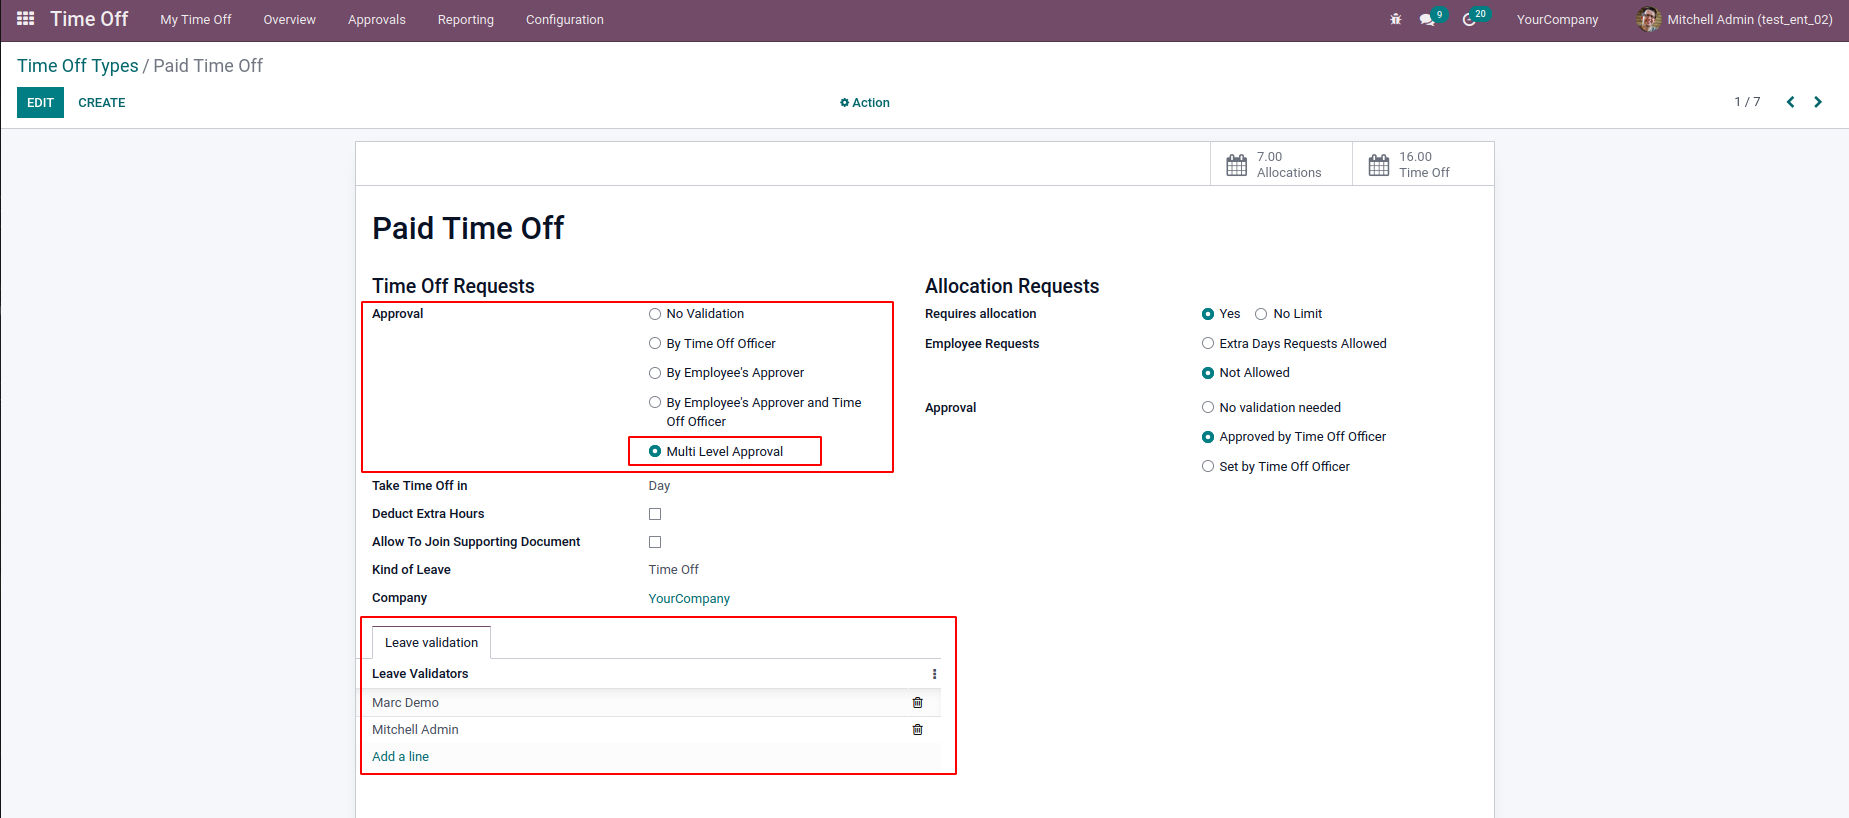 Time Off My Time Off Overview Approvals Reporting Configuration 9 20 YourCompany Mitchell Admin (test_ent_02)
Time Off Types / Paid Time Off
EDIT CREATE Action 1 / 7
7.00 Allocations
16.00 Time Off
Paid Time Off
Time Off Requests
Approval
No Validation
By Time Off Officer
By Employee's Approver
By Employee's Approver and Time
Off Officer
Multi Level Approval
Take Time Off in Day
Deduct Extra Hours
Allow To Join Supporting Document
Kind of Leave Time Off
Company YourCompany
Allocation Requests
Requires allocation Yes No Limit
Employee Requests Extra Days Requests Allowed
Not Allowed
Approval No validation needed
Approved by Time Off Officer
Set by Time Off Officer
Leave validation
Leave Validators
Marc Demo
Mitchell Admin
Add a line